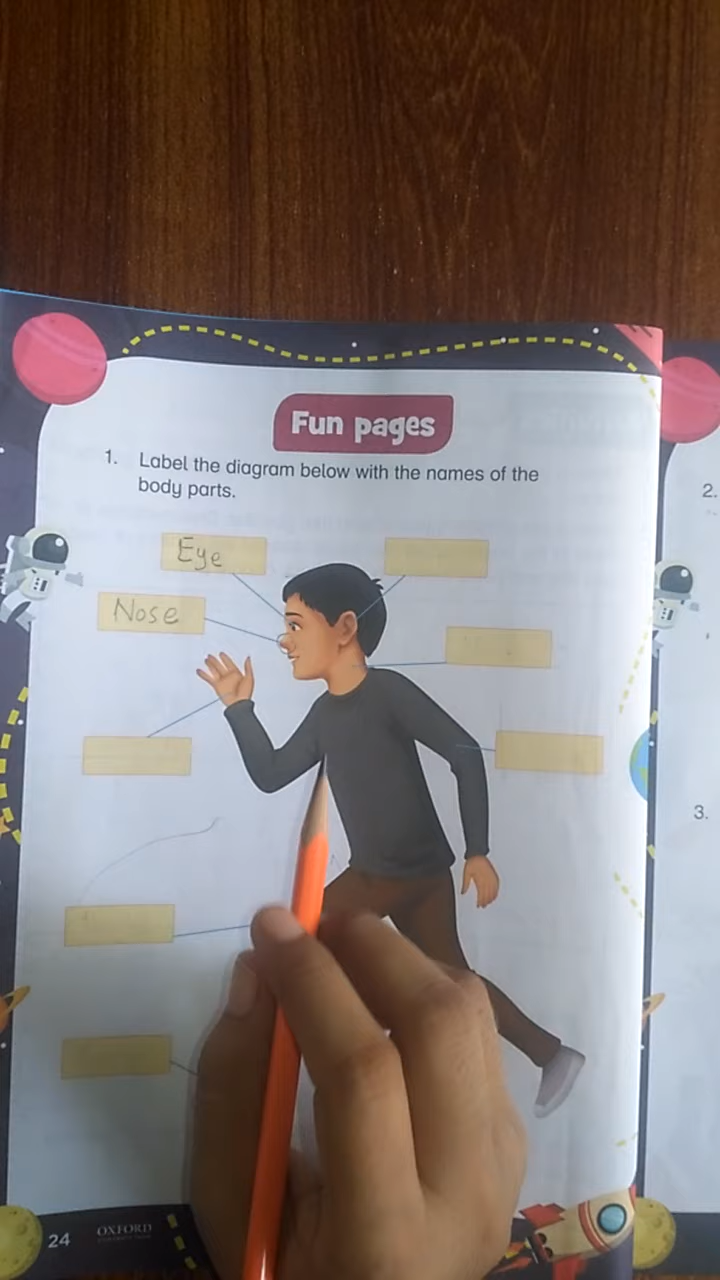 Fun pages
1. Label the diagram below with the names of the
body parts.
Eye
Nose
2.
3.
24
OXFORD